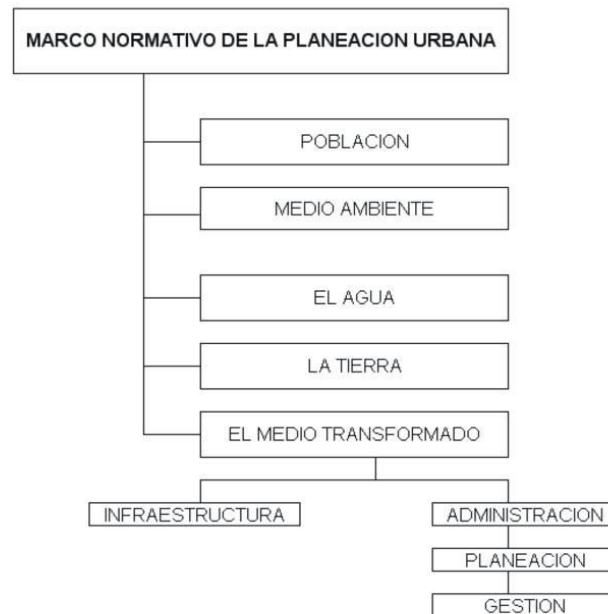 MARCO NORMATIVO DE LA PLANEACION URBANA
POBLACION
MEDIO AMBIENTE
EL AGUA
LA TIERRA
EL MEDIO TRANSFORMADO
INFRAESTRUCTURA
ADMINISTRACION
PLANEACION
GESTION